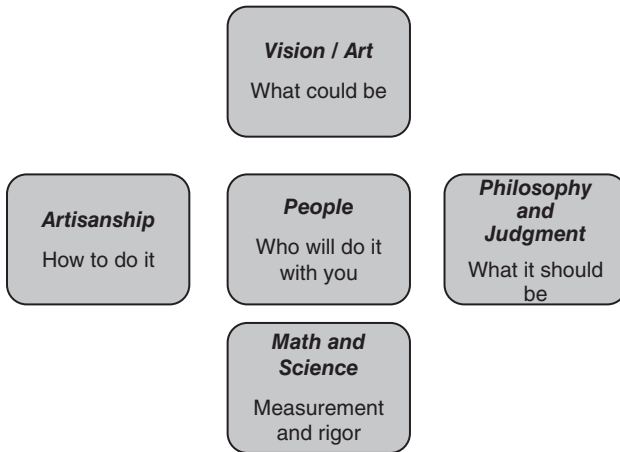 Vision / Art
What could be
Artisanship
How to do it
People
Who will do it
with you
Philosophy
and
Judgment
What it should
be
Math and
Science
Measurement
and rigor